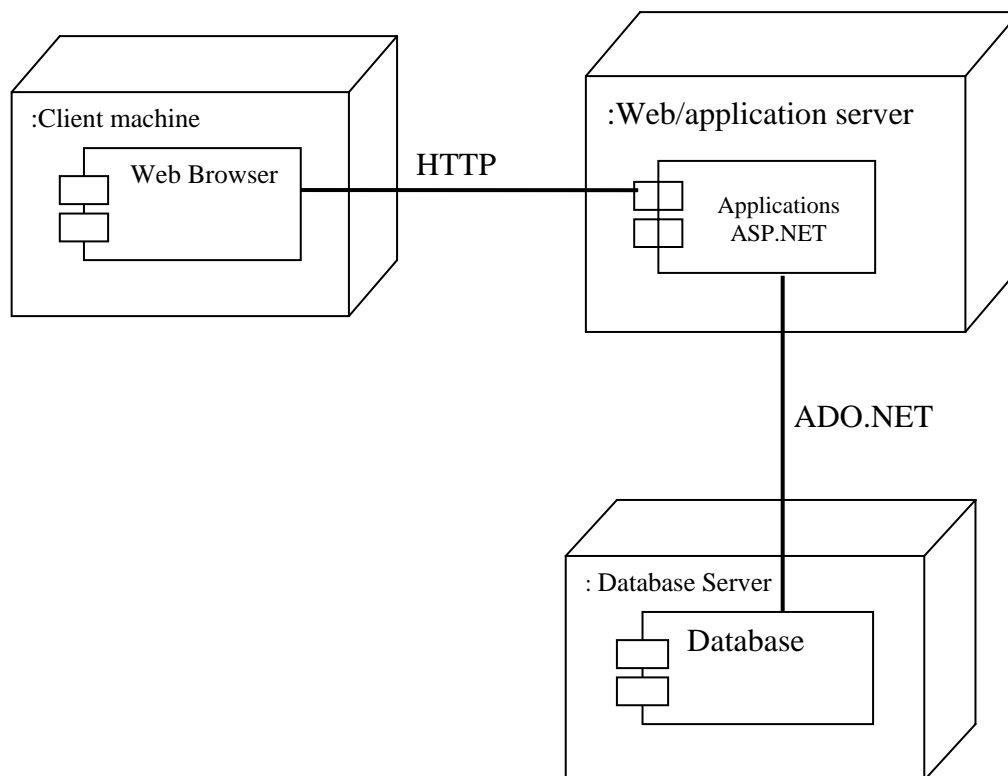 :Client machine
Web Browser
HTTP
:Web/application server
Applications
ASP.NET
ADO.NET
: Database Server
Database